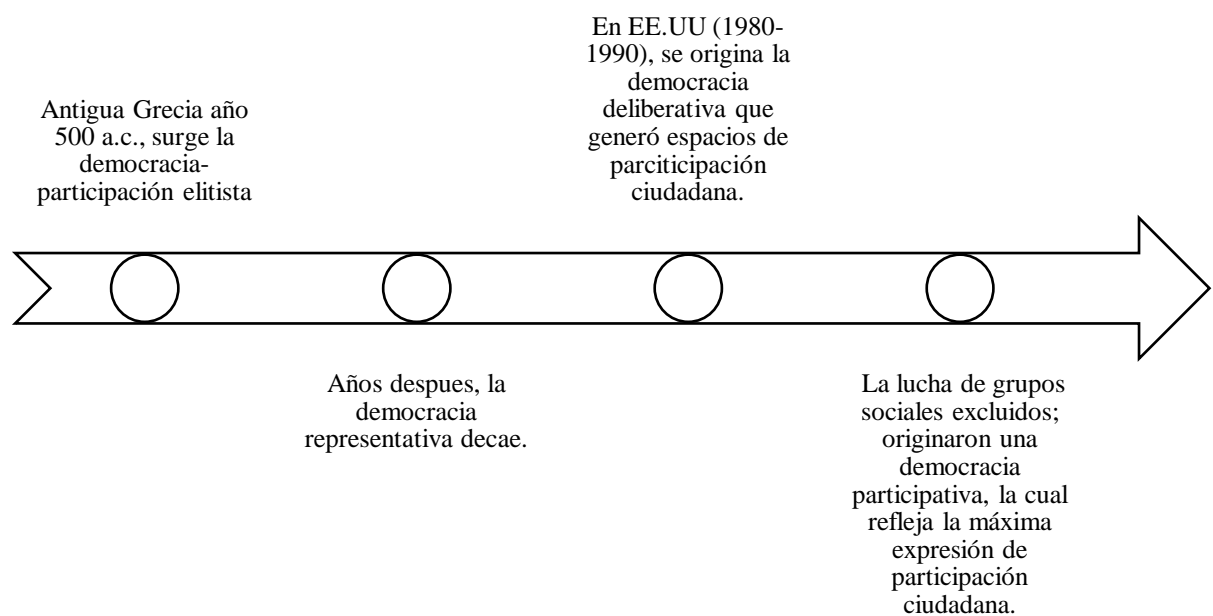 Antigua Grecia año
500 a.c., surge la
democracia-
participación elitista
Años despues, la
democracia
representativa decae.
En EE.UU (1980-
1990), se origina la
democracia
deliberativa que
generó espacios de
parciticipación
ciudadana.
La lucha de grupos
sociales excluidos;
originaron una
democracia
participativa, la cual
refleja la máxima
expresión de
participación
ciudadana.